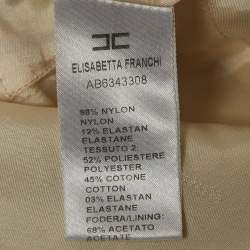 ELISABETTA FRANCHI
AB6343308
88% NYLON
NYLON
12% ELASTAN
ELASTANE
TESSUTO 2:
52% POLIESTERE
POLYESTER
45% COTONE
COTTON
03% ELASTAN
ELASTANE
FODERA/LINING:
68% ACETATO
ACETATE